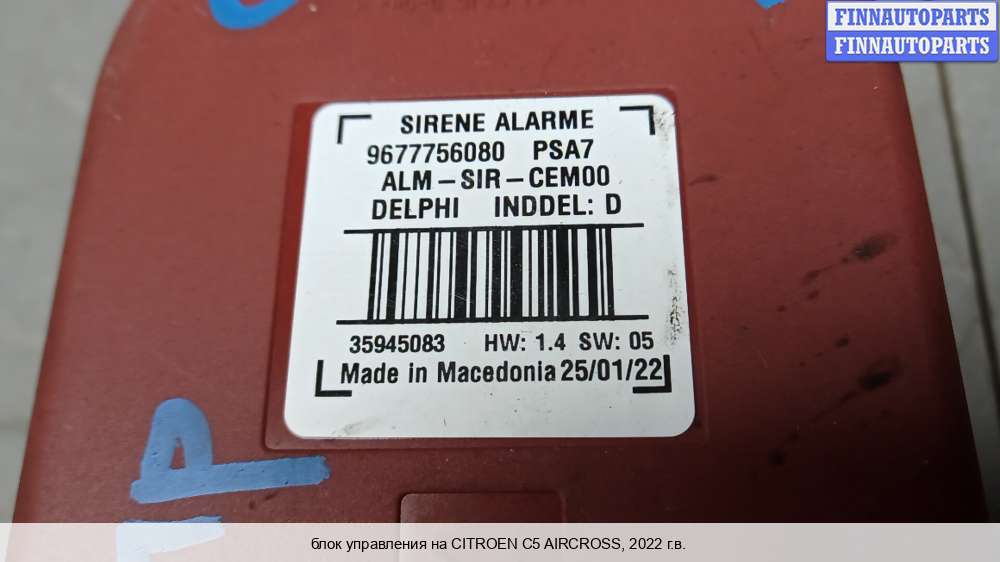 FINNAUTOPARTS
FINNAUTOPARTS
SIRENE ALARME
9677756080 PSA7
ALM-SIR-CEM00
DELPHI INDDEL: D
35945083 HW: 1.4 SW: 05
Made in Macedonia 25/01/22
блок управления на CITROEN C5 AIRCROSS, 2022 г.в.